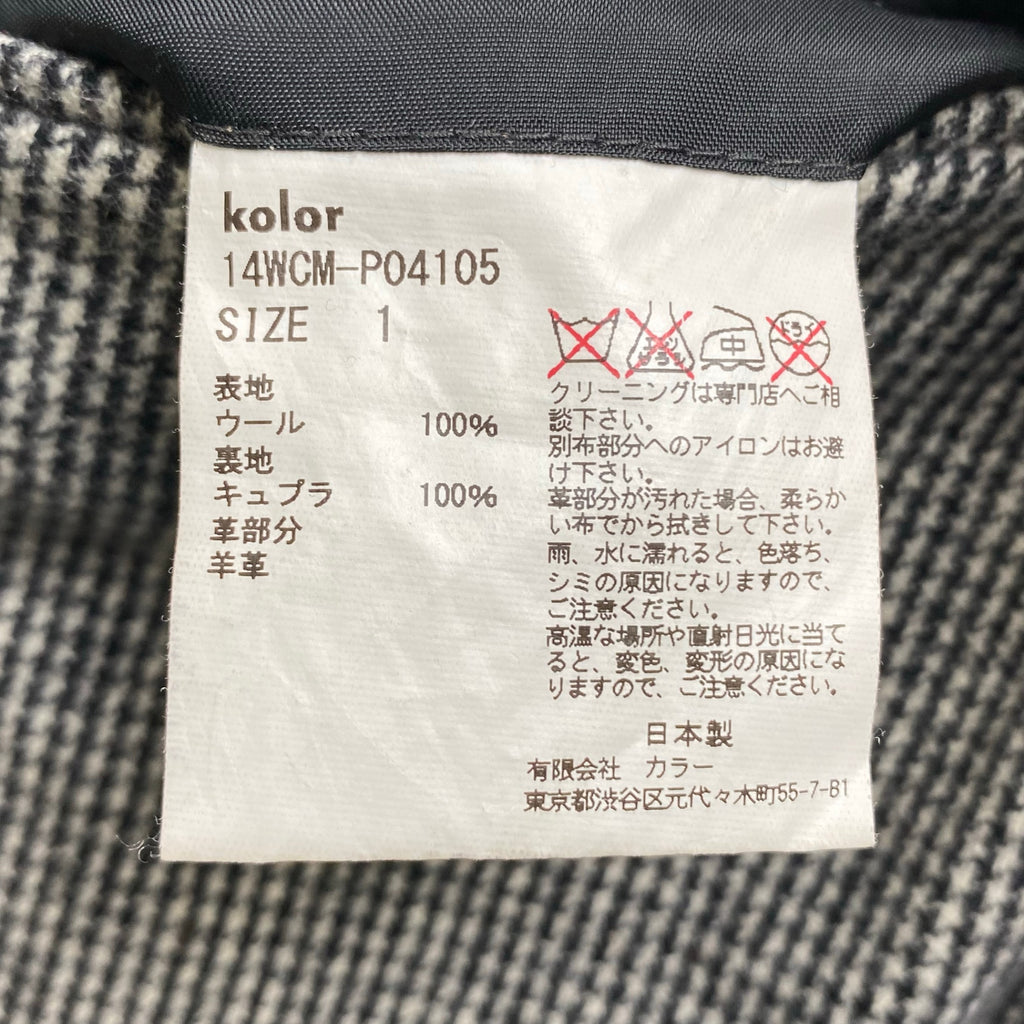 kolor
14WCM-P04105
SIZE 1
表地
ウール 100%
裏地
キュプラ 100%
革部分
羊革
中
ドライ
クリーニングは専門店へご相
談下さい。
別布部分へのアイロンはお避
け下さい。
革部分が汚れた場合、柔らか
い布でから拭きして下さい。
雨、水に濡れると、色落ち、
シミの原因になりますので、
ご注意ください。
高温な場所や直射日光に当て
ると、変色、変形の原因にな
りますので、ご注意ください。
日本製
有限会社 カラー
東京都渋谷区元代々木町55-7-B1